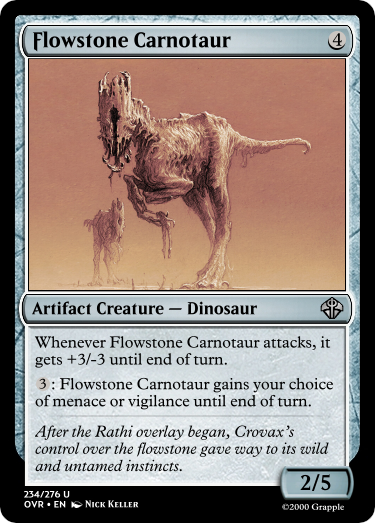 Flowstone Carnotaur 4
Artifact Creature — Dinosaur
Whenever Flowstone Carnotaur attacks, it
gets +3/-3 until end of turn.
3: Flowstone Carnotaur gains your choice
of menace or vigilance until end of turn.
After the Rathi overlay began, Crovax's
control over the flowstone gave way to its wild
and untamed instincts.
2/5
234/276 U
OVR • EN Nick Keller
©2000 Grapple